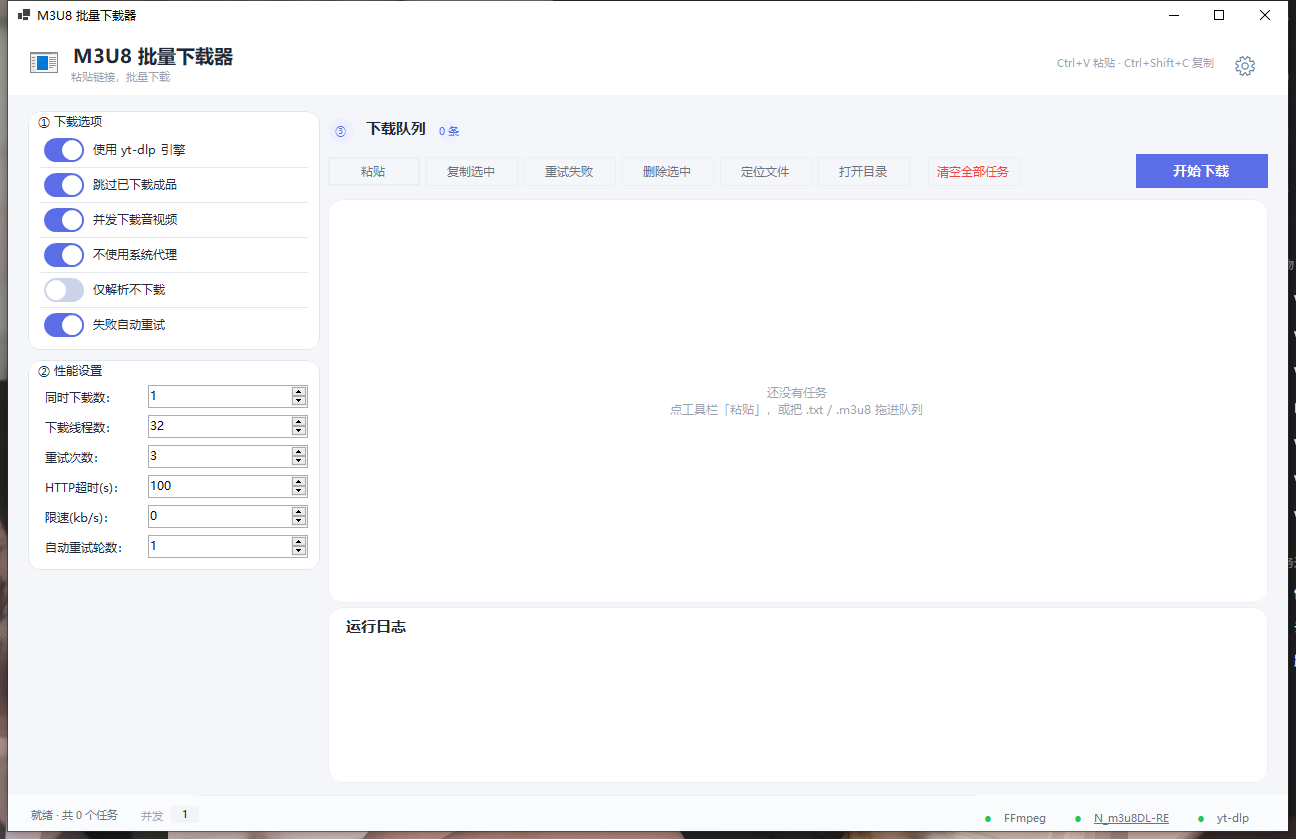 M3U8 批量下载器
M3U8 批量下载器
粘贴链接，批量下载
Ctrl+V 粘贴 · Ctrl+Shift+C 复制
① 下载选项
使用 yt-dlp 引擎
跳过已下载成品
并发下载音视频
不使用系统代理
仅解析不下载
失败自动重试
② 性能设置
同时下载数: 1
下载线程数: 32
重试次数: 3
HTTP超时(s): 100
限速(kb/s): 0
自动重试轮数: 1
③ 下载队列 0 条
粘贴 复制选中 重试失败 删除选中 定位文件 打开目录 清空全部任务 开始下载
还没有任务
点工具栏「粘贴」，或把 .txt / .m3u8 拖进队列
运行日志
就绪 · 共 0 个任务 并发 1 FFmpeg N_m3u8DL-RE yt-dlp